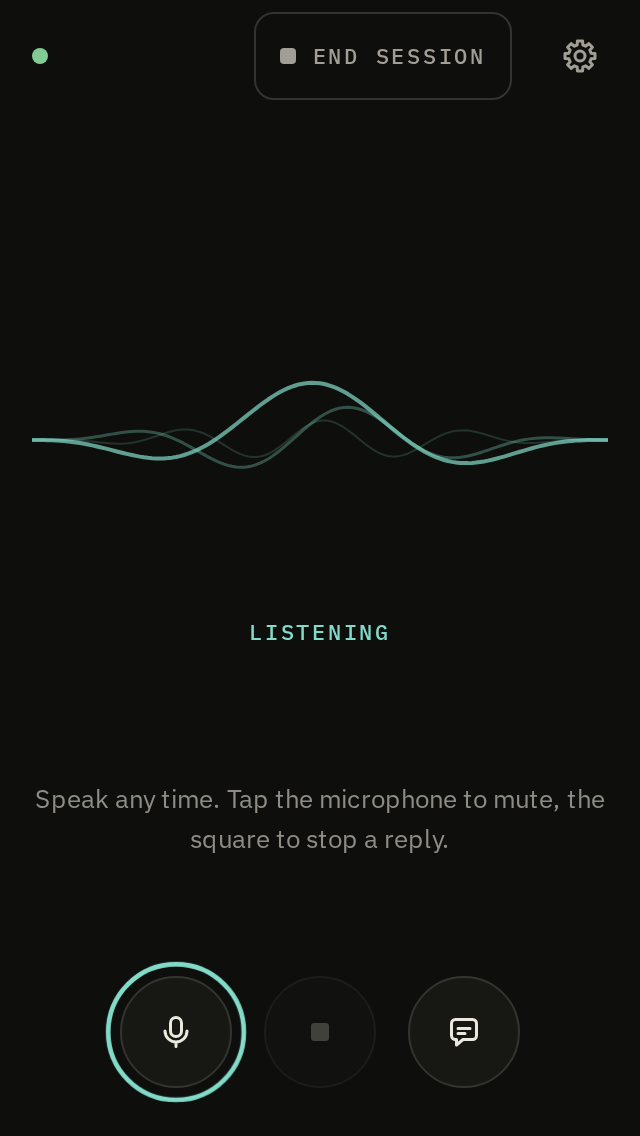 END SESSION
LISTENING
Speak any time. Tap the microphone to mute, the
square to stop a reply.